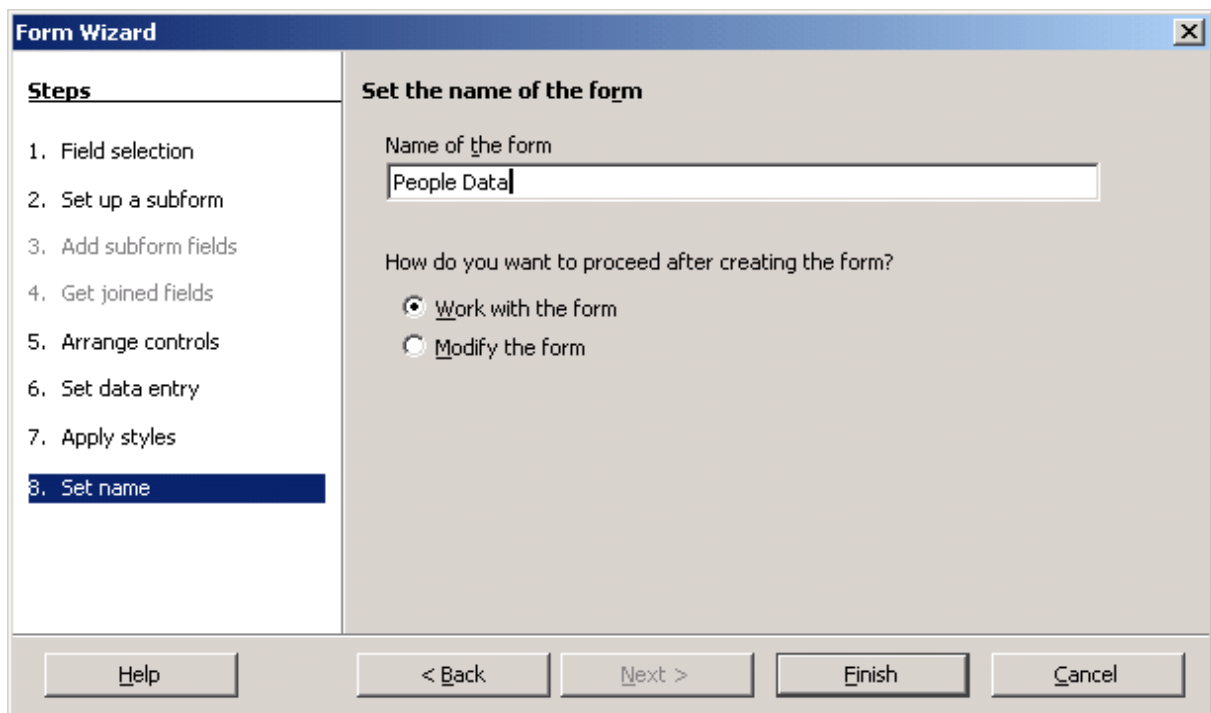 Form Wizard
Steps
1. Field selection
2. Set up a subform
3. Add subform fields
4. Get joined fields
5. Arrange controls
6. Set data entry
7. Apply styles
8. Set name
Set the name of the form
Name of the form
People Data
How do you want to proceed after creating the form?
Work with the form
Modify the form
Help
< Back
Next >
Finish
Cancel